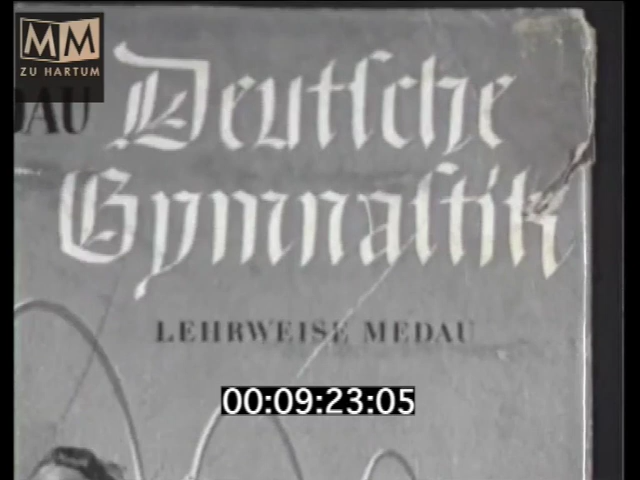 MM
ZU HARTUM
DAU
Deutſche
Gymnaſtik
LEHRWEISE MEDAU
00:09:23:05